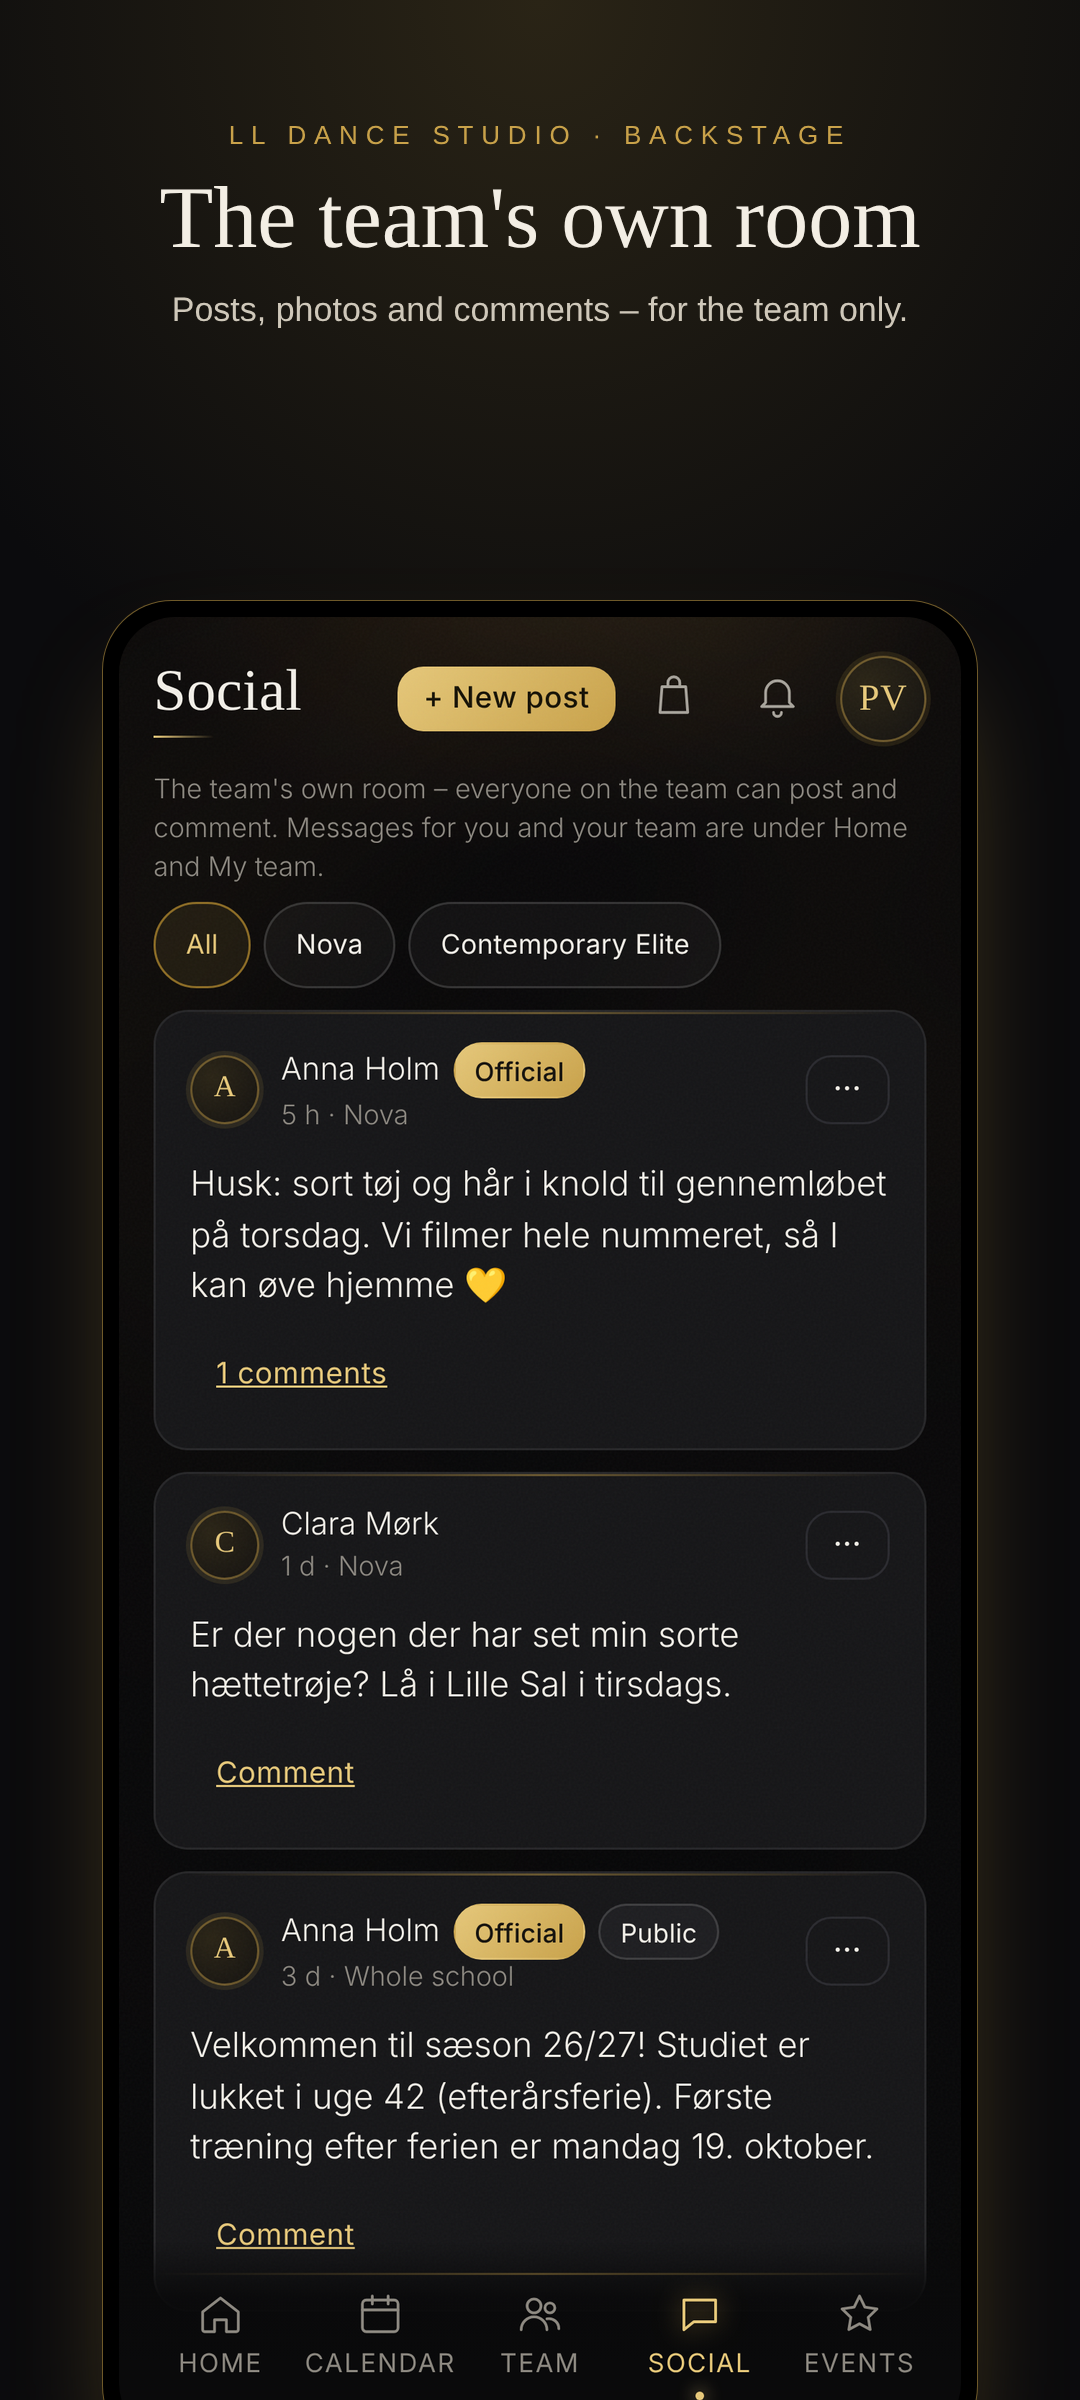 LL DANCE STUDIO · BACKSTAGE
The team's own room
Posts, photos and comments – for the team only.
Social
+ New post
PV
The team's own room – everyone on the team can post and
comment. Messages for you and your team are under Home
and My team.
All
Nova
Contemporary Elite
A
Anna Holm
Official
...
5 h · Nova
Husk: sort tøj og hår i knold til gennemløbet
på torsdag. Vi filmer hele nummeret, så I
kan øve hjemme 💛
1 comments
C
Clara Mørk
...
1 d · Nova
Er der nogen der har set min sorte
hættetrøje? Lå i Lille Sal i tirsdags.
Comment
A
Anna Holm
Official
Public
...
3 d · Whole school
Velkommen til sæson 26/27! Studiet er
lukket i uge 42 (efterårsferie). Første
træning efter ferien er mandag 19. oktober.
Comment
HOME
CALENDAR
TEAM
SOCIAL
EVENTS